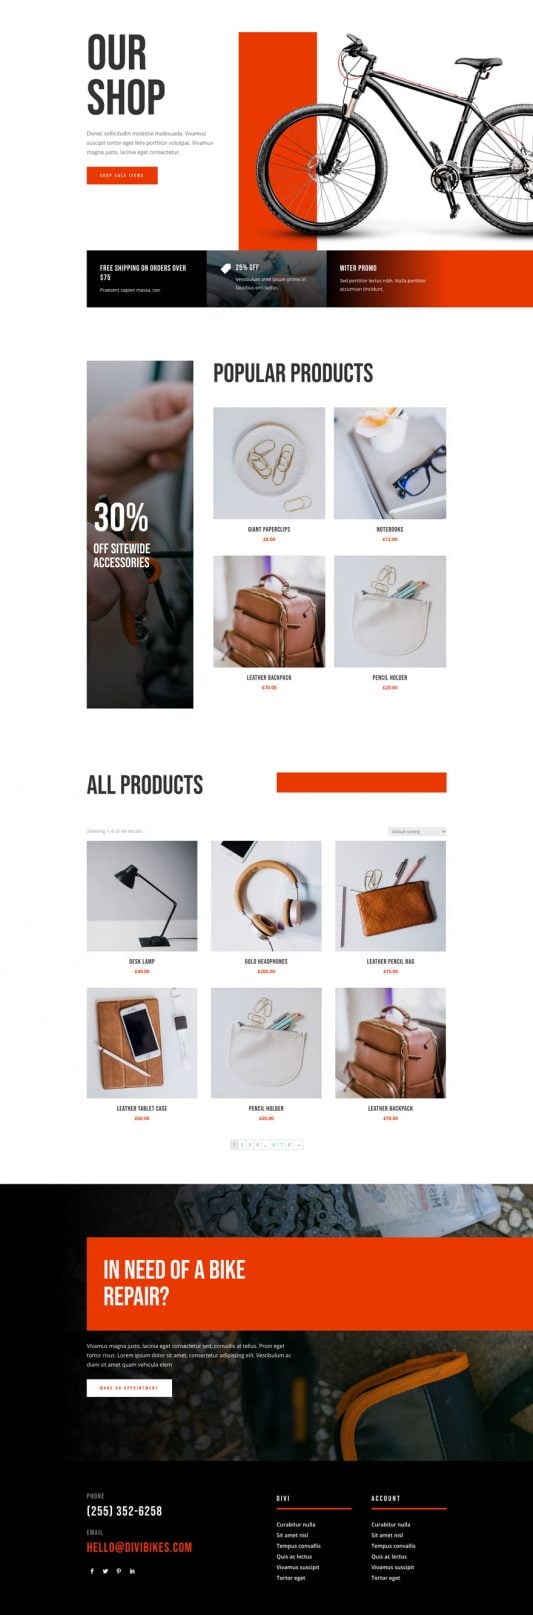 OUR
SHOP
Donec sollicitudin molestie malesuada. Vivamus
suscipit tortor eget felis porttitor volutpat. Vivamus
magna justo, lacinia eget consectetur.
SHOP SALE ITEMS
FREE SHIPPING ON ORDERS OVER
$75
Praesent sapien massa, con
25% OFF
Vestibulum ante ipsum primis in
faucibus orci luctus.
WITER PROMO
Sed porttitor lectus nibh. Nulla porttitor
accumsan tincidunt.
30%
OFF SITEWIDE
ACCESSORIES
POPULAR PRODUCTS
GIANT PAPERCLIPS
£8.00
NOTEBOOKS
£12.00
LEATHER BACKPACK
£70.00
PENCIL HOLDER
£20.00
ALL PRODUCTS
Showing 1–6 of 44 results
Default sorting
DESK LAMP
£40.00
GOLD HEADPHONES
£200.00
LEATHER PENCIL BAG
£15.00
LEATHER TABLET CASE
£60.00
PENCIL HOLDER
£20.00
LEATHER BACKPACK
£70.00
1 2 3 4 … 6 7 8 →
IN NEED OF A BIKE
REPAIR?
Vivamus magna justo, lacinia eget consectetur sed, convallis at tellus. Proin eget
tortor risus. Lorem ipsum dolor sit amet, consectetur adipiscing elit. Vestibulum ac
diam sit amet quam vehicula elem
MAKE AN APPOINTMENT
PHONE
(255) 352-6258
EMAIL
HELLO@DIVIBIKES.COM
DIVI
Curabitur nulla
Sit amet nisl
Tempus convallis
Quis ac lectus
Vivamus suscipit
Tortor eget
ACCOUNT
Curabitur nulla
Sit amet nisl
Tempus convallis
Quis ac lectus
Vivamus suscipit
Tortor eget